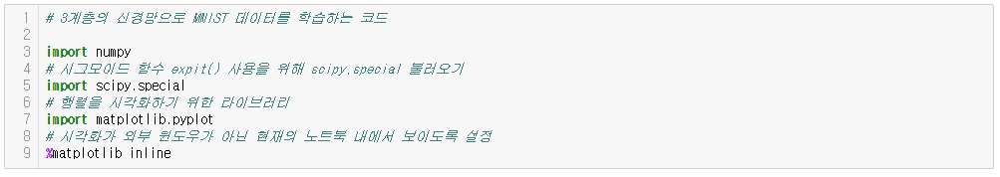 1 # 3계층의 신경망으로 MNIST 데이터를 학습하는 코드
2
3 import numpy
4 # 시그모이드 함수 expit() 사용을 위해 scipy.special 불러오기
5 import scipy.special
6 # 행렬을 시각화하기 위한 라이브러리
7 import matplotlib.pyplot
8 # 시각화가 외부 윈도우가 아닌 현재의 노트북 내에서 보이도록 설정
9 %matplotlib inline